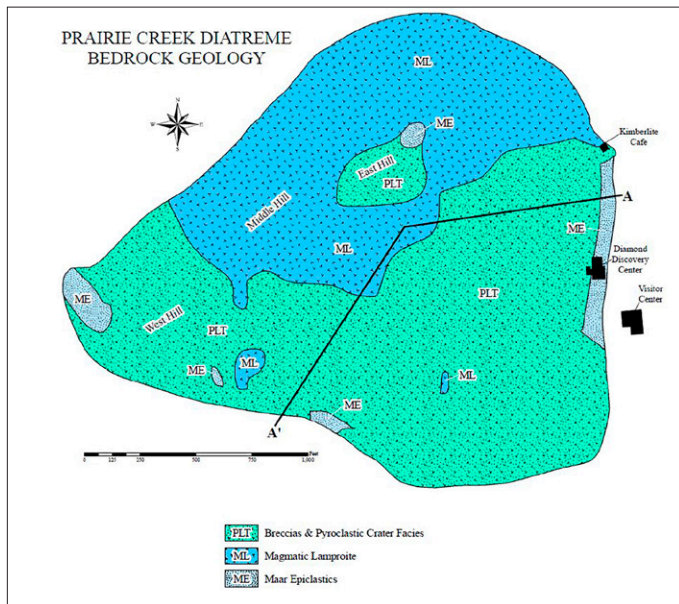 PRAIRIE CREEK DIATREME
BEDROCK GEOLOGY
N
W
E
S
ML
ME
Kimberlite
Cafe
East Hill
PLT
Middle Hill
A
ME
ML
Diamond
Discovery
Center
Visitor
Center
PLT
ME
West Hill
PLT
ML
ME
ML
ME
A'
Feet
0 125 250 500 750 1,000
PLT Breccias & Pyroclastic Crater Facies
ML Magmatic Lamproite
ME Maar Epiclastics